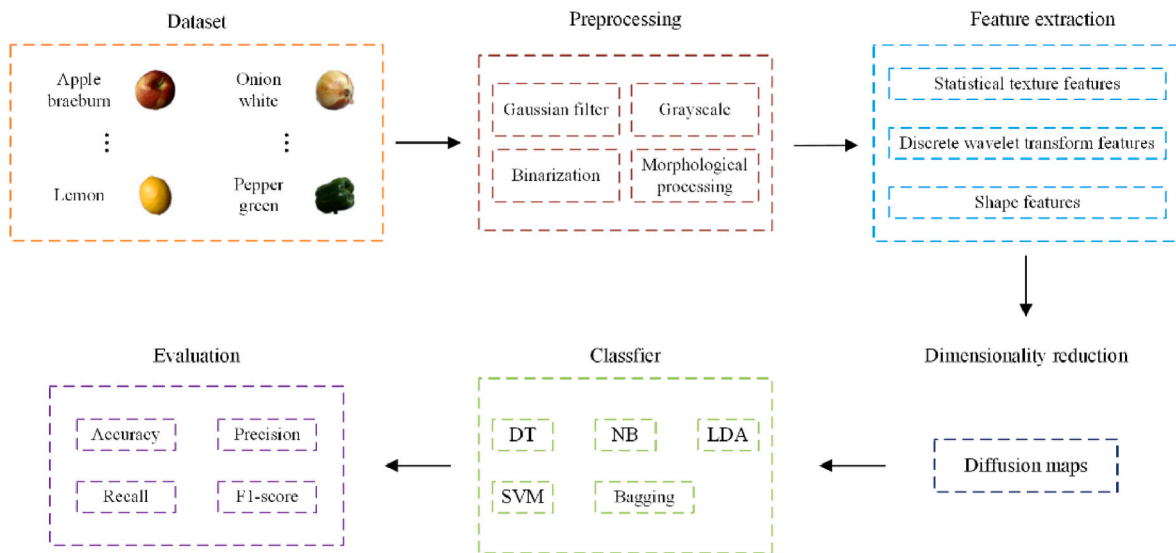 Dataset
Apple
braeburn
Onion
white
Lemon
Pepper
green
Preprocessing
Gaussian filter
Grayscale
Binarization
Morphological
processing
Feature extraction
Statistical texture features
Discrete wavelet transform features
Shape features
Dimensionality reduction
Diffusion maps
Classfier
DT
NB
LDA
SVM
Bagging
Evaluation
Accuracy
Precision
Recall
F1-score